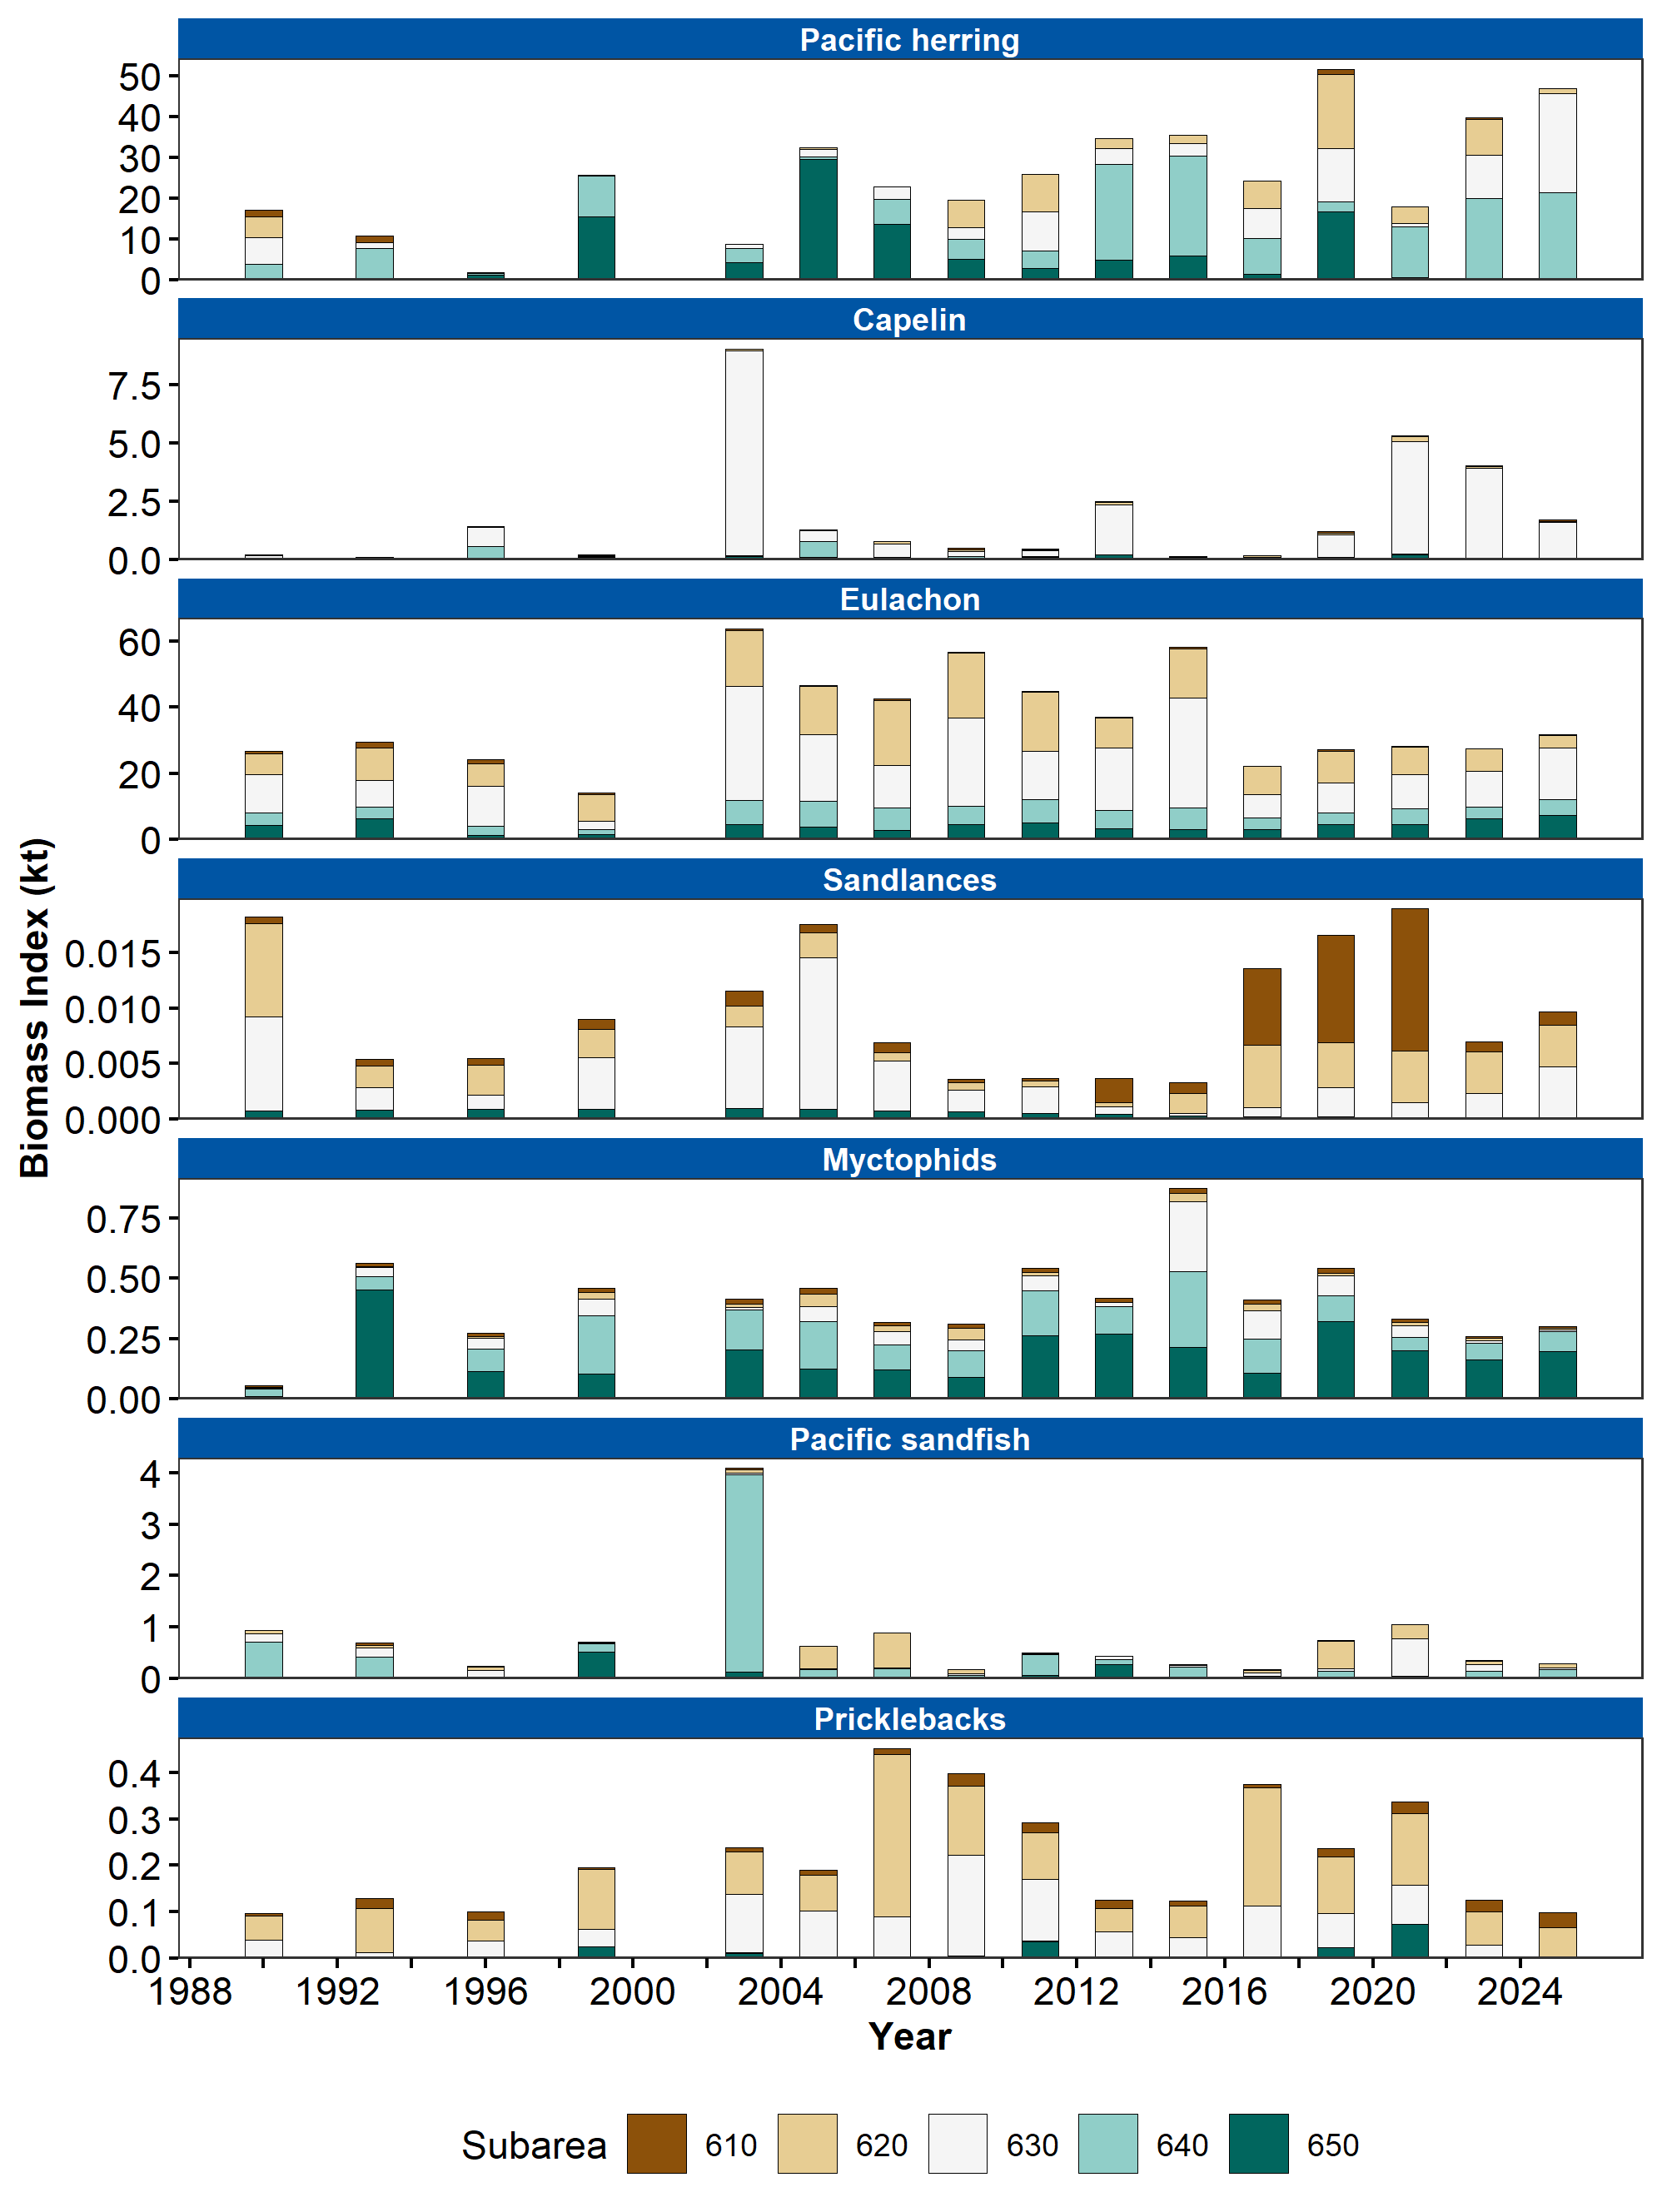 Pacific herring
50
40
30
20
10
0
Capelin
7.5
5.0
2.5
0.0
Eulachon
60
40
20
0
Sandlances
0.015
0.010
0.005
0.000
Myctophids
0.75
0.50
0.25
0.00
Pacific sandfish
4
3
2
1
0
Pricklebacks
0.4
0.3
0.2
0.1
0.0
Biomass Index (kt)
1988 1992 1996 2000 2004 2008 2012 2016 2020 2024
Year
Subarea 610 620 630 640 650